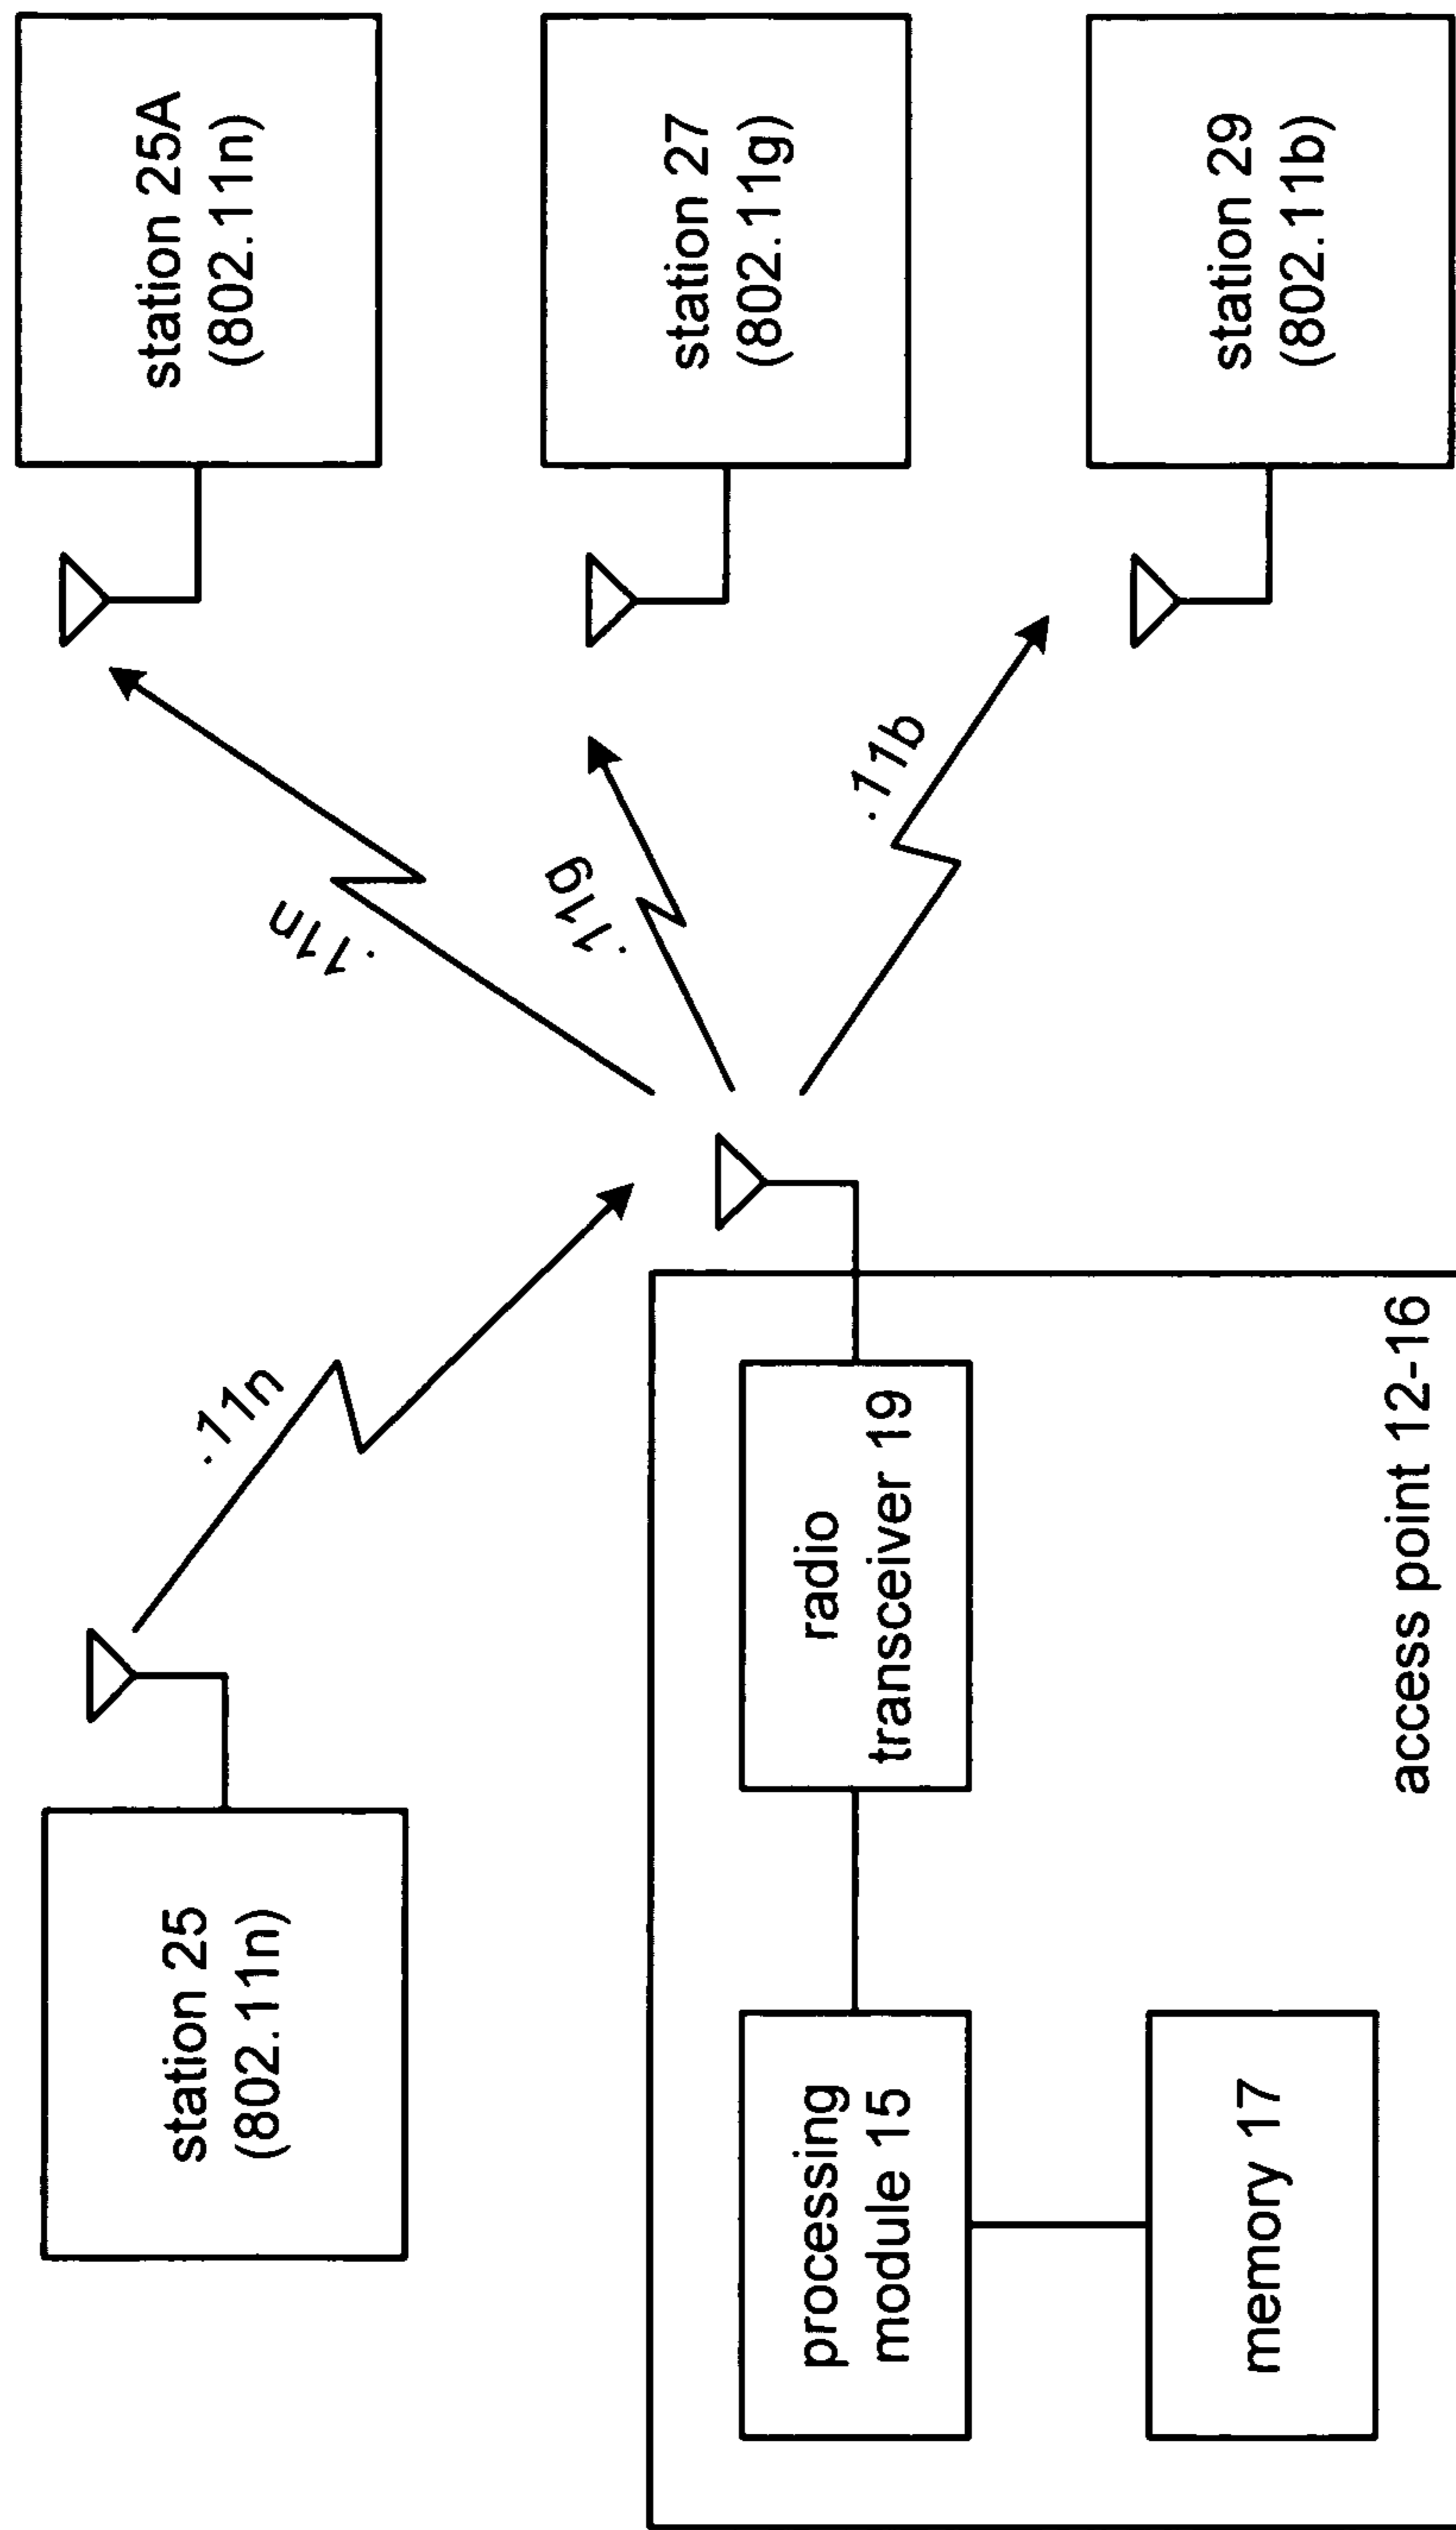 station 25
(802.11n)
.11n
station 25A
(802.11n)
.11n
station 27
(802.11g)
.11g
station 29
(802.11b)
.11b
processing
module 15
radio
transceiver 19
memory 17
access point 12-16